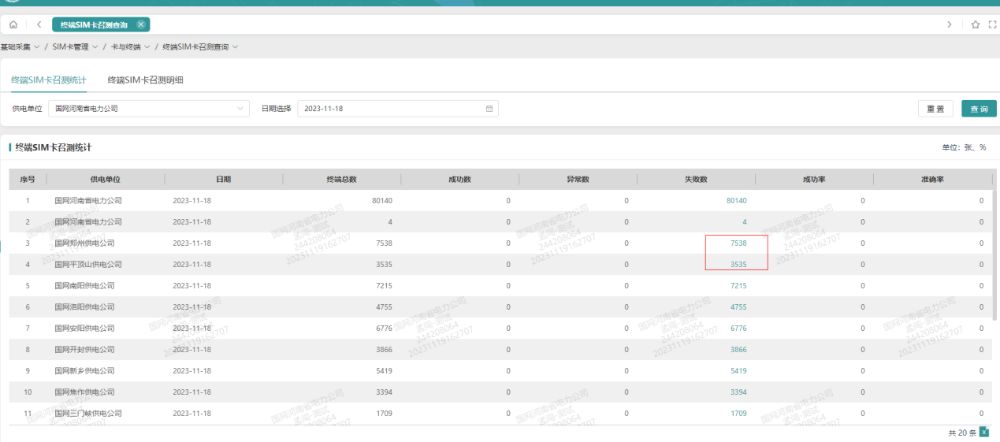 终端SIM卡召测查询
基础采集 / SIM卡管理 / 卡与终端 / 终端SIM卡召测查询
终端SIM卡召测统计 终端SIM卡召测明细
供电单位 国网河南省电力公司 日期选择 2023-11-18 重置 查询
终端SIM卡召测统计 单位：张、%
序号 供电单位 日期 终端总数 成功数 异常数 失败数 成功率 准确率
1 国网河南省电力公司 2023-11-18 80140 0 0 80140 0 0
2 国网河南省电力公司 2023-11-18 4 0 0 4 0 0
3 国网郑州供电公司 2023-11-18 7538 0 0 7538 0 0
4 国网平顶山供电公司 2023-11-18 3535 0 0 3535 0 0
5 国网南阳供电公司 2023-11-18 7215 0 0 7215 0 0
6 国网洛阳供电公司 2023-11-18 4755 0 0 4755 0 0
7 国网安阳供电公司 2023-11-18 6776 0 0 6776 0 0
8 国网开封供电公司 2023-11-18 3866 0 0 3866 0 0
9 国网新乡供电公司 2023-11-18 5419 0 0 5419 0 0
10 国网焦作供电公司 2023-11-18 3394 0 0 3394 0 0
11 国网三门峡供电公司 2023-11-18 1709 0 0 1709 0 0
共 20 条
国网河南省电力公司
244208064
20231119162707